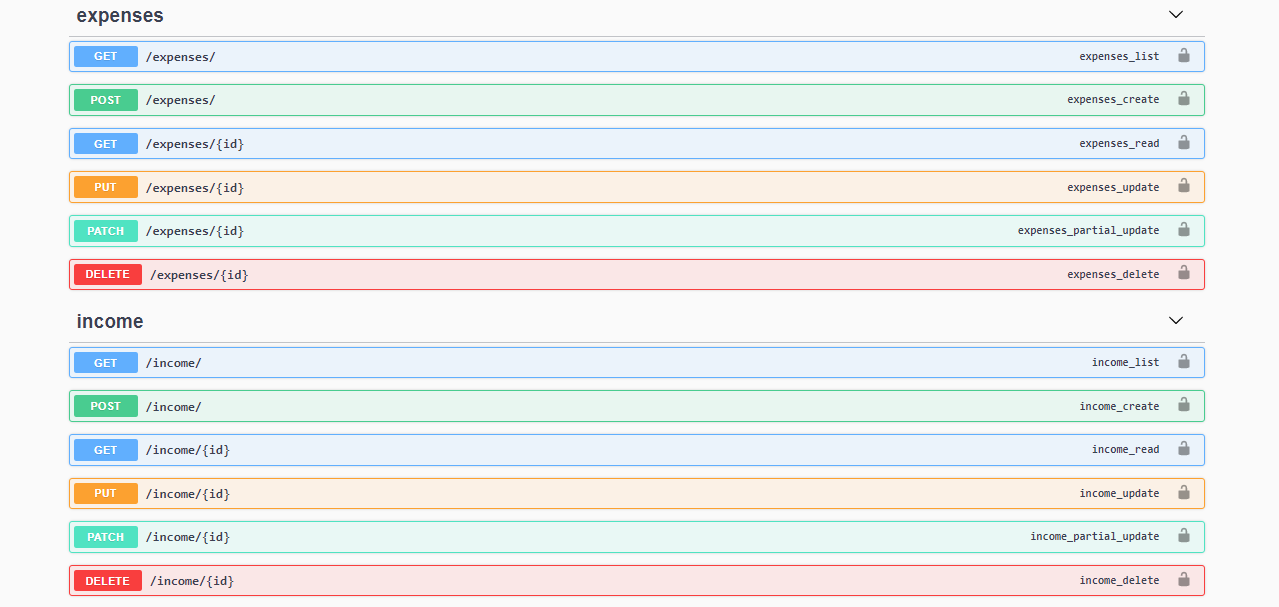 expenses
GET /expenses/ expenses_list
POST /expenses/ expenses_create
GET /expenses/{id} expenses_read
PUT /expenses/{id} expenses_update
PATCH /expenses/{id} expenses_partial_update
DELETE /expenses/{id} expenses_delete
income
GET /income/ income_list
POST /income/ income_create
GET /income/{id} income_read
PUT /income/{id} income_update
PATCH /income/{id} income_partial_update
DELETE /income/{id} income_delete